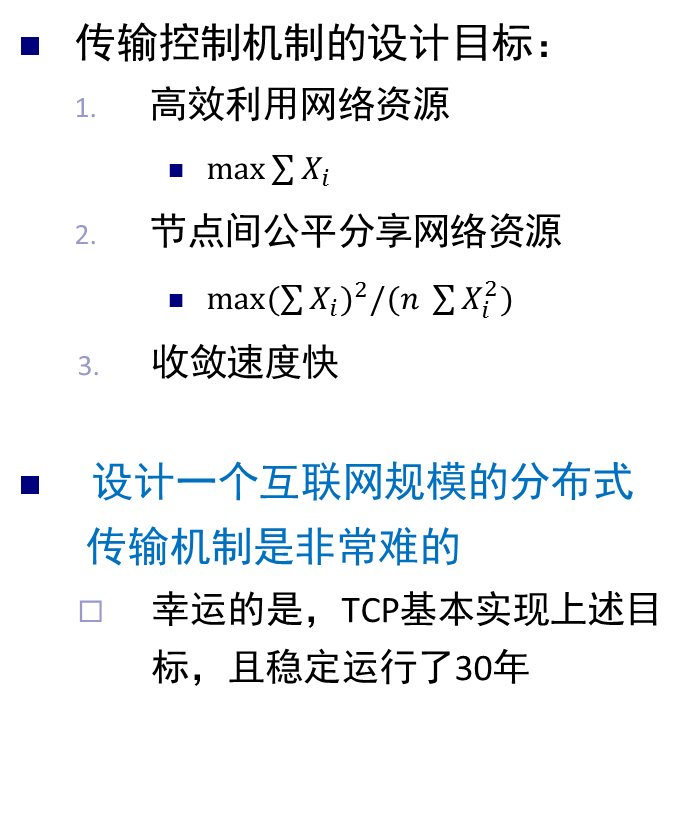 传输控制机制的设计目标：
1. 高效利用网络资源
max ∑ Xᵢ
2. 节点间公平分享网络资源
max(∑ Xᵢ)²/(n ∑ Xᵢ²)
3. 收敛速度快
设计一个互联网规模的分布式
传输机制是非常难的
幸运的是，TCP基本实现上述目
标，且稳定运行了30年